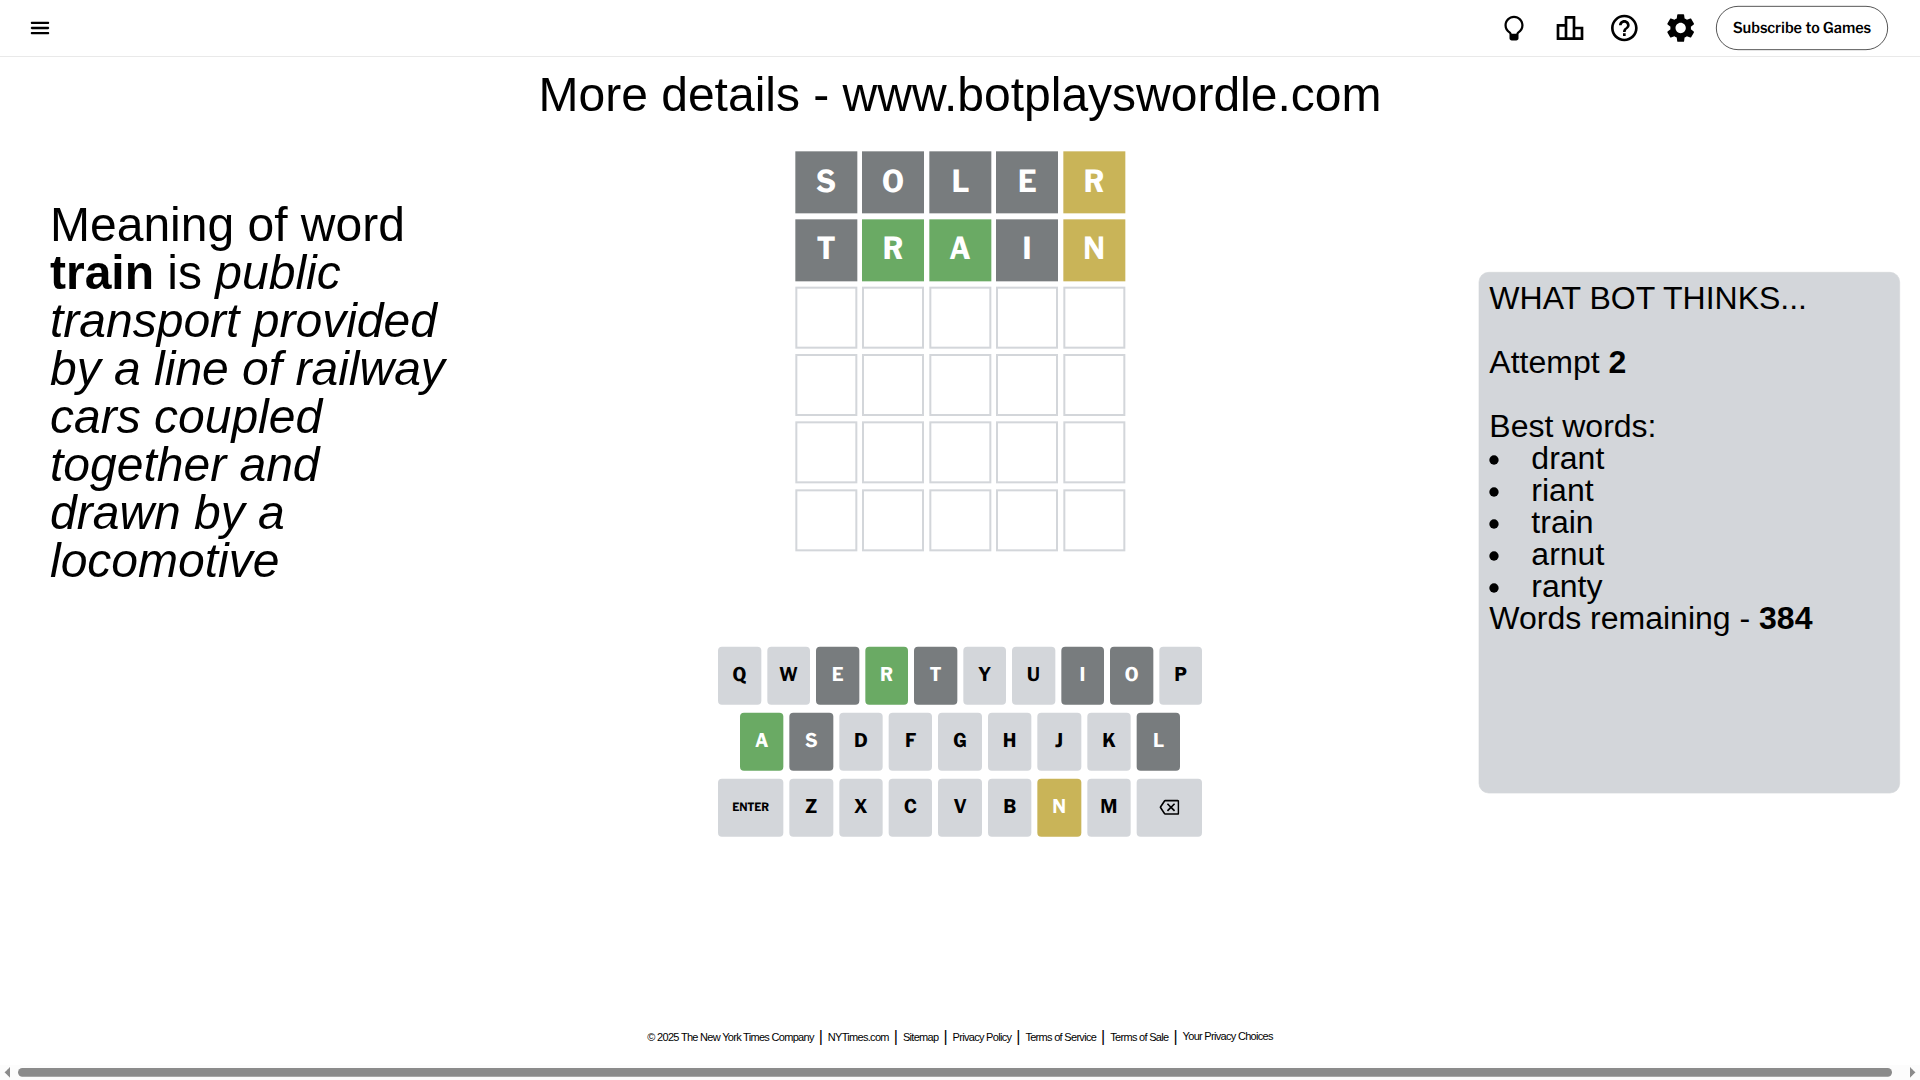 Subscribe to Games
More details - www.botplayswordle.com
Meaning of word
train is public
transport provided
by a line of railway
cars coupled
together and
drawn by a
locomotive
S O L E R
T R A I N
WHAT BOT THINKS...
Attempt 2
Best words:
• drant
• riant
• train
• arnut
• ranty
Words remaining - 384
Q W E R T Y U I O P
A S D F G H J K L
ENTER Z X C V B N M
© 2025 The New York Times Company | NYTimes.com | Sitemap | Privacy Policy | Terms of Service | Terms of Sale | Your Privacy Choices